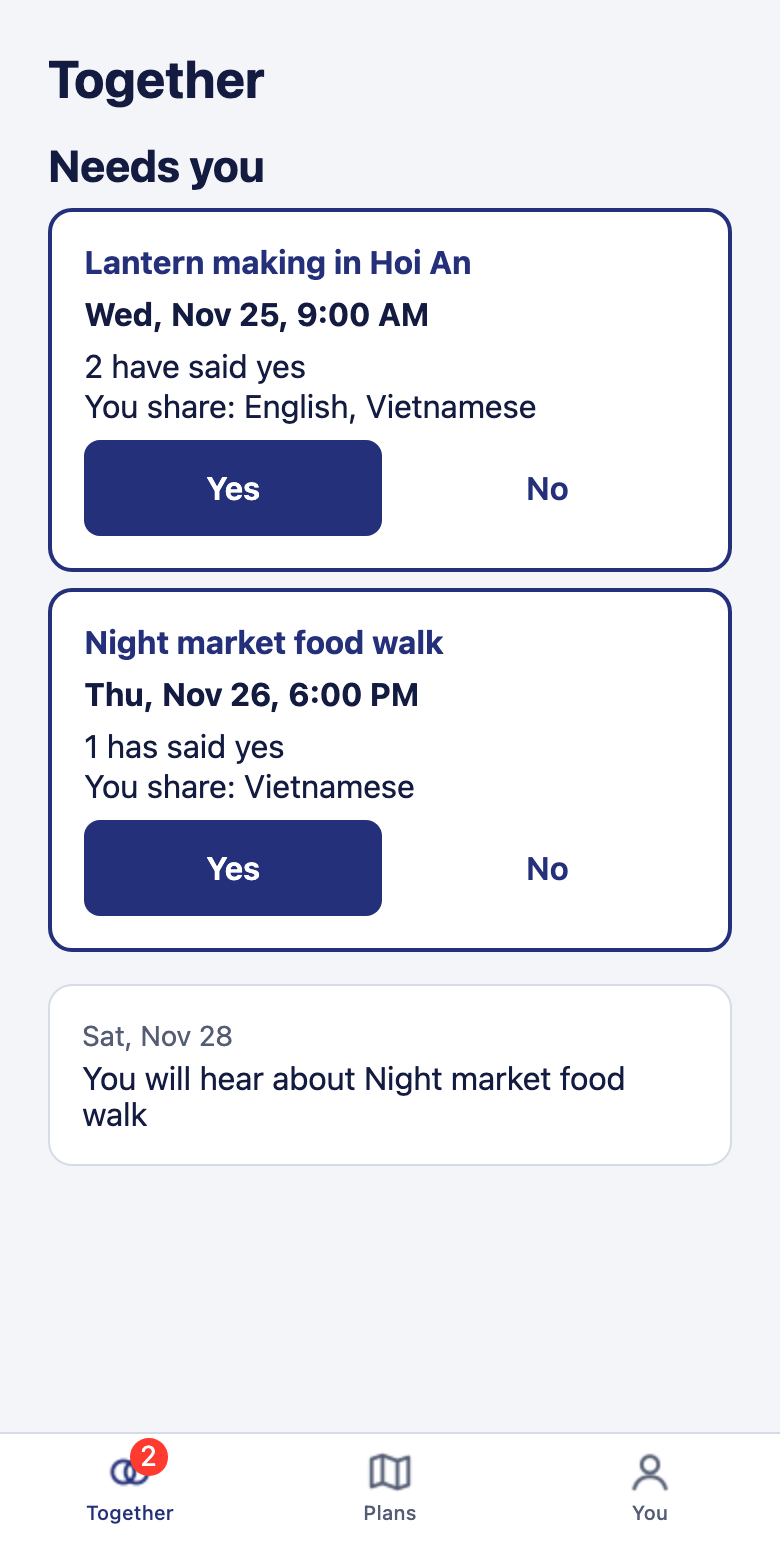 Together
Needs you
Lantern making in Hoi An
Wed, Nov 25, 9:00 AM
2 have said yes
You share: English, Vietnamese
Yes
No
Night market food walk
Thu, Nov 26, 6:00 PM
1 has said yes
You share: Vietnamese
Yes
No
Sat, Nov 28
You will hear about Night market food
walk
2
Together
Plans
You